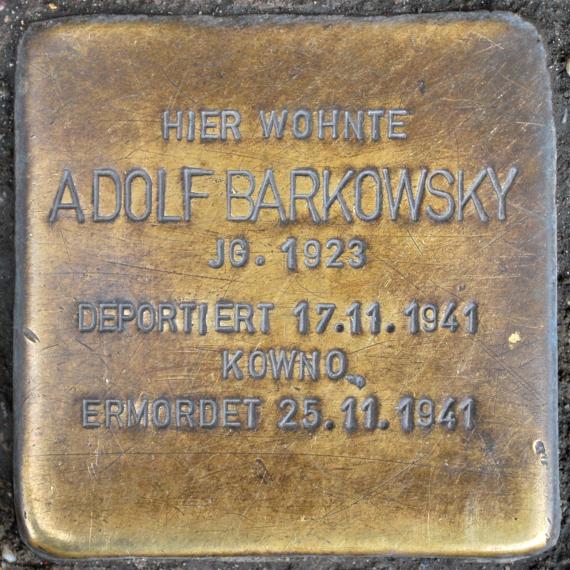 HIER WOHNTE
ADOLF BARKOWSKY
JG. 1923
DEPORTIERT 17.11.1941
KOWNO
ERMORDET 25.11.1941